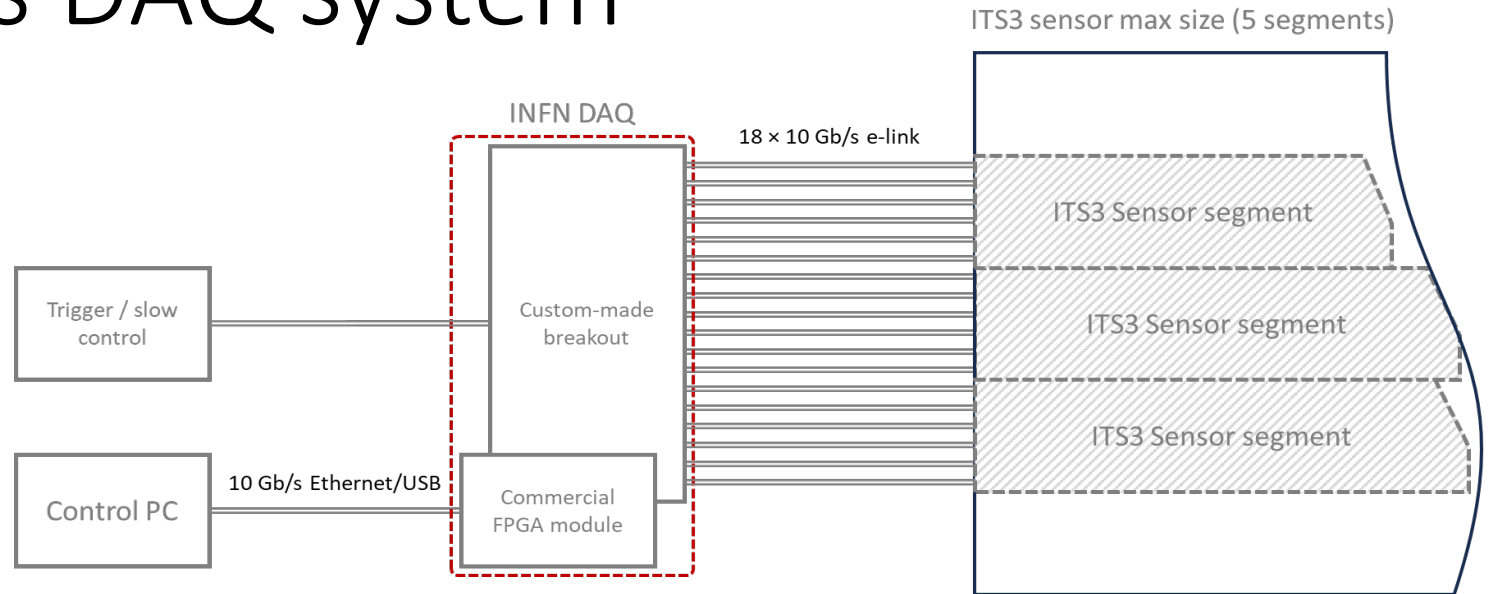 s DAQ system
ITS3 sensor max size (5 segments)
INFN DAQ
18 × 10 Gb/s e-link
ITS3 Sensor segment
Trigger / slow
control
Custom-made
breakout
ITS3 Sensor segment
ITS3 Sensor segment
10 Gb/s Ethernet/USB
Control PC
Commercial
FPGA module